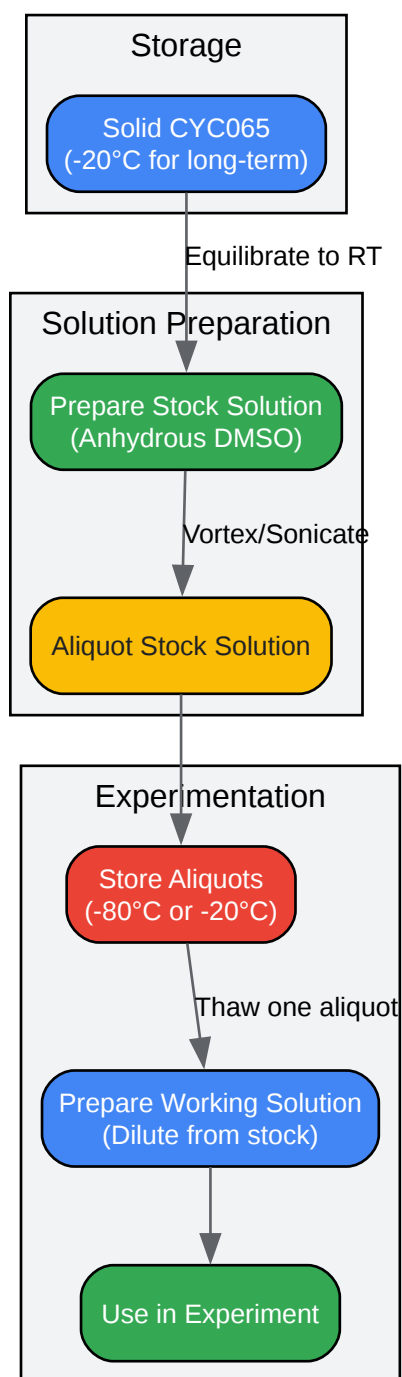 Storage
Solid CYC065
(-20°C for long-term)
Equilibrate to RT
Solution Preparation
Prepare Stock Solution
(Anhydrous DMSO)
Vortex/Sonicate
Aliquot Stock Solution
Experimentation
Store Aliquots
(-80°C or -20°C)
Thaw one aliquot
Prepare Working Solution
(Dilute from stock)
Use in Experiment